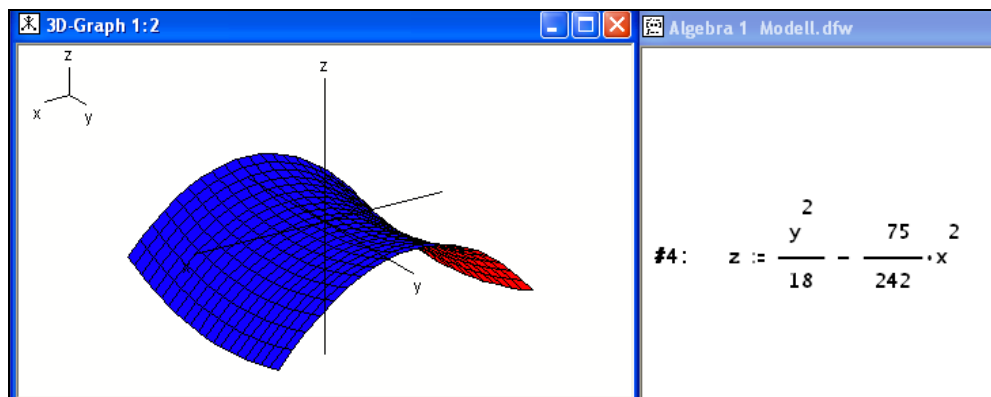 3D-Graph 1:2
Algebra 1 Modell.dfw
z
x
y
z
x
y
#4: z := y² / 18 - 75 / 242 · x²